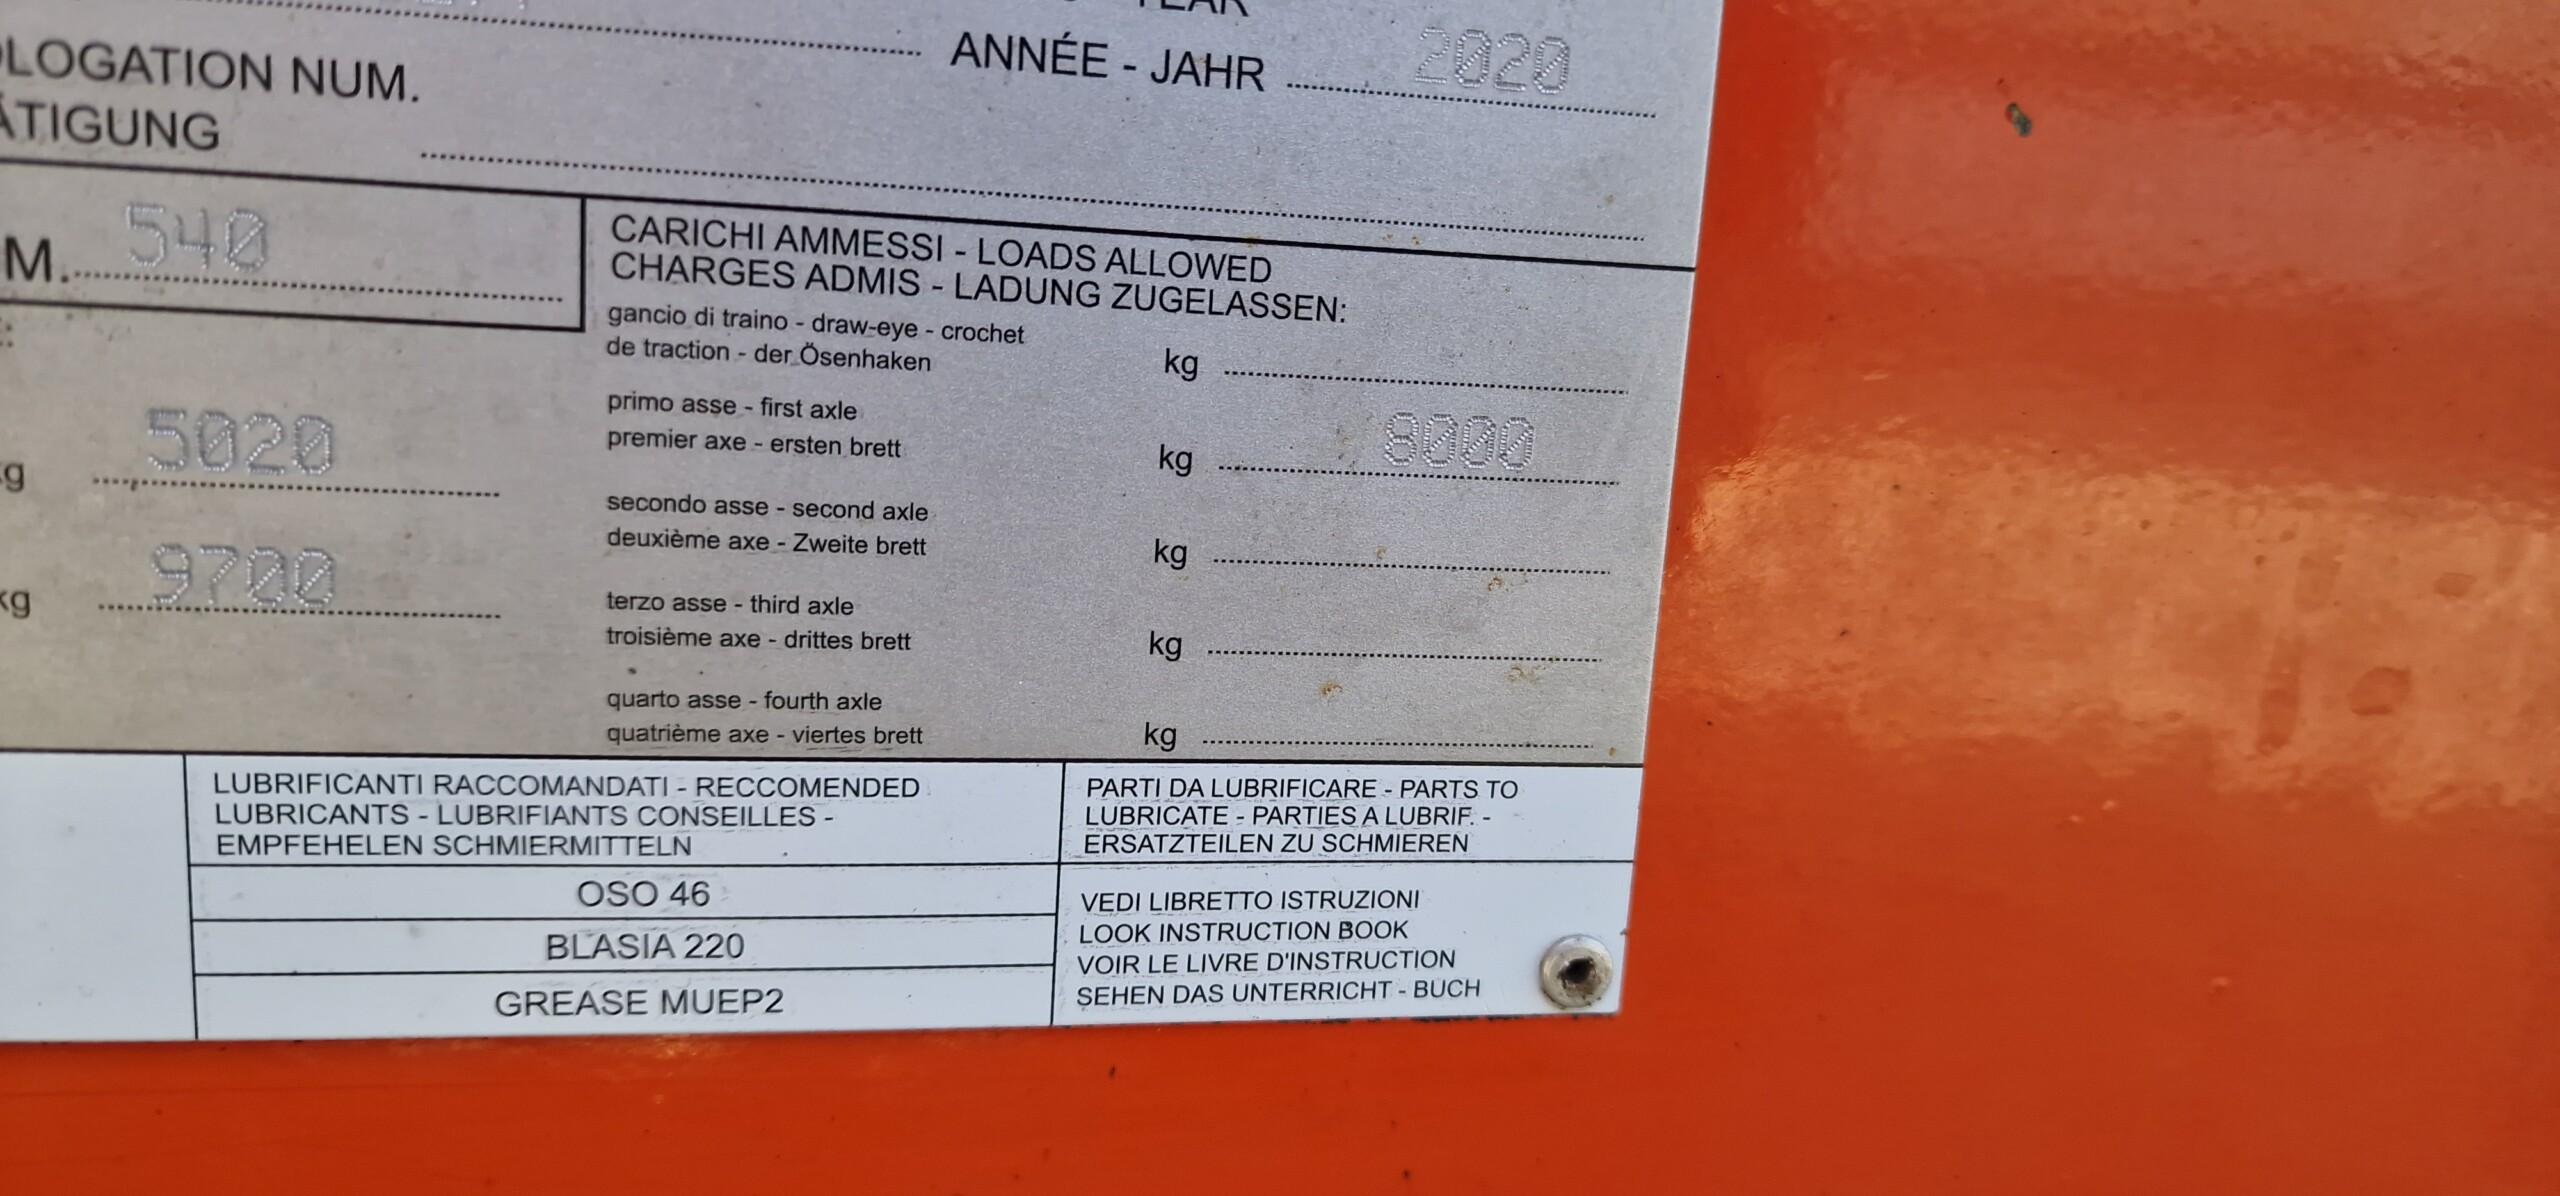 YEAR
ANNÉE - JAHR 2020
OLOGATION NUM.
ÄTIGUNG
M. 540
CARICHI AMMESSI - LOADS ALLOWED
CHARGES ADMIS - LADUNG ZUGELASSEN:
gancio di traino - draw-eye - crochet
de traction - der Ösenhaken kg
primo asse - first axle
premier axe - ersten brett kg 8000
kg 5020
secondo asse - second axle
deuxième axe - Zweite brett kg
kg 9700
terzo asse - third axle
troisième axe - drittes brett kg
quarto asse - fourth axle
quatrième axe - viertes brett kg
LUBRIFICANTI RACCOMANDATI - RECCOMENDED
LUBRICANTS - LUBRIFIANTS CONSEILLES -
EMPFEHELEN SCHMIERMITTELN
OSO 46
BLASIA 220
GREASE MUEP2
PARTI DA LUBRIFICARE - PARTS TO
LUBRICATE - PARTIES A LUBRIF. -
ERSATZTEILEN ZU SCHMIEREN
VEDI LIBRETTO ISTRUZIONI
LOOK INSTRUCTION BOOK
VOIR LE LIVRE D'INSTRUCTION
SEHEN DAS UNTERRICHT - BUCH